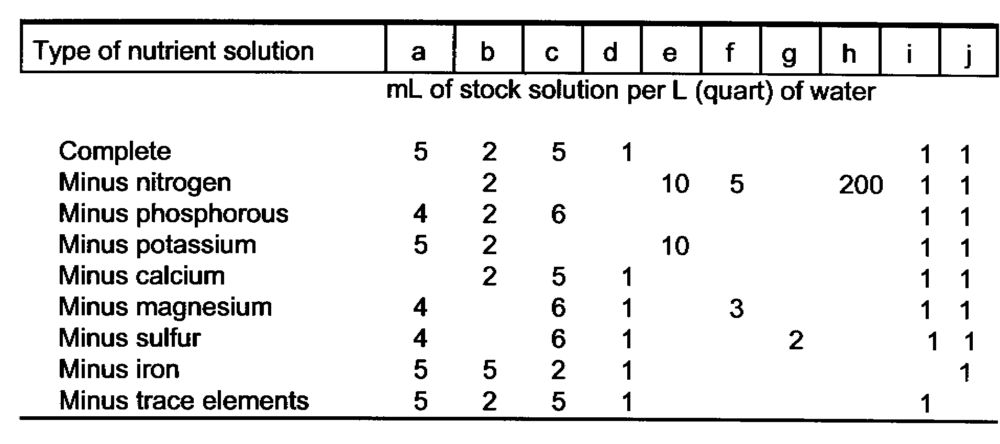 Type of nutrient solution a b c d e f g h i j
mL of stock solution per L (quart) of water
Complete 5 2 5 1 1 1
Minus nitrogen 2 10 5 200 1 1
Minus phosphorous 4 2 6 1 1
Minus potassium 5 2 10 1 1
Minus calcium 2 5 1 1 1
Minus magnesium 4 6 1 3 1 1
Minus sulfur 4 6 1 2 1 1
Minus iron 5 5 2 1 1
Minus trace elements 5 2 5 1 1